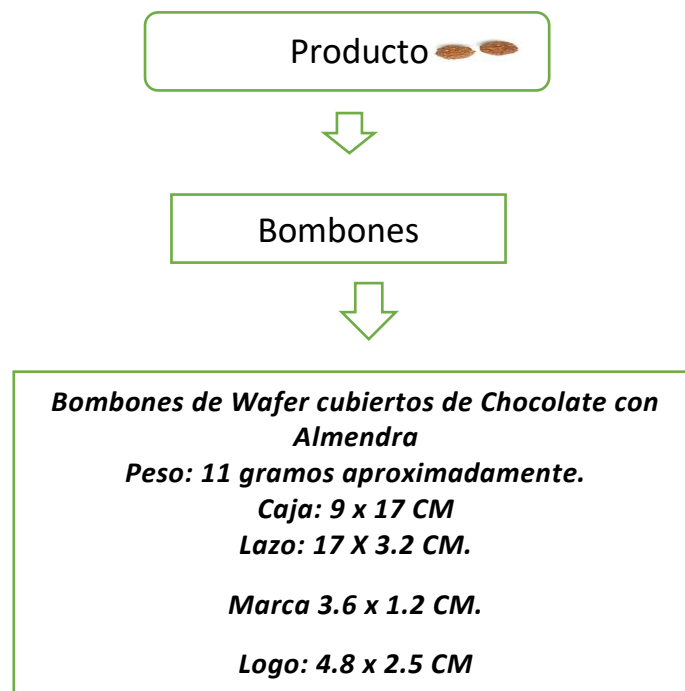 Producto
Bombones
Bombones de Wafer cubiertos de Chocolate con
Almendra
Peso: 11 gramos aproximadamente.
Caja: 9 x 17 CM
Lazo: 17 X 3.2 CM.
Marca 3.6 x 1.2 CM.
Logo: 4.8 x 2.5 CM